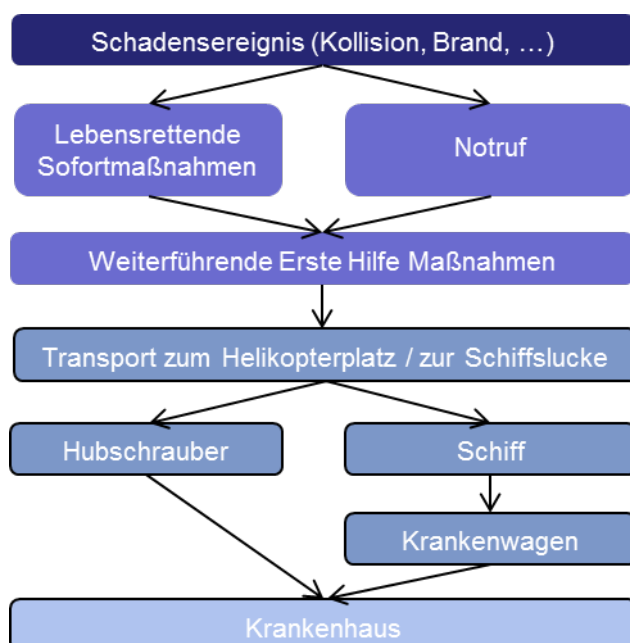 Schadensereignis (Kollision, Brand, …)
Lebensrettende
Sofortmaßnahmen
Notruf
Weiterführende Erste Hilfe Maßnahmen
Transport zum Helikopterplatz / zur Schiffslucke
Hubschrauber
Schiff
Krankenwagen
Krankenhaus